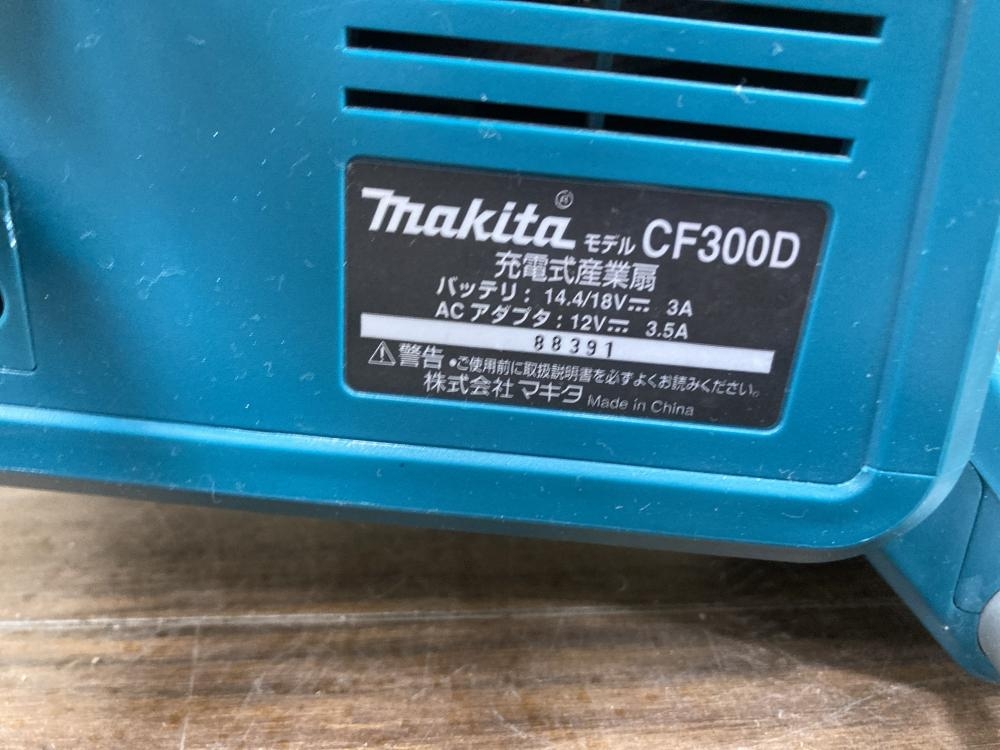 makita® モデル CF300D
充電式産業扇
バッテリ : 14.4/18V⎓ 3A
AC アダプタ : 12V⎓ 3.5A
88391
⚠警告 •ご使用前に取扱説明書を必ずよくお読みください。
株式会社 マキタ Made in China